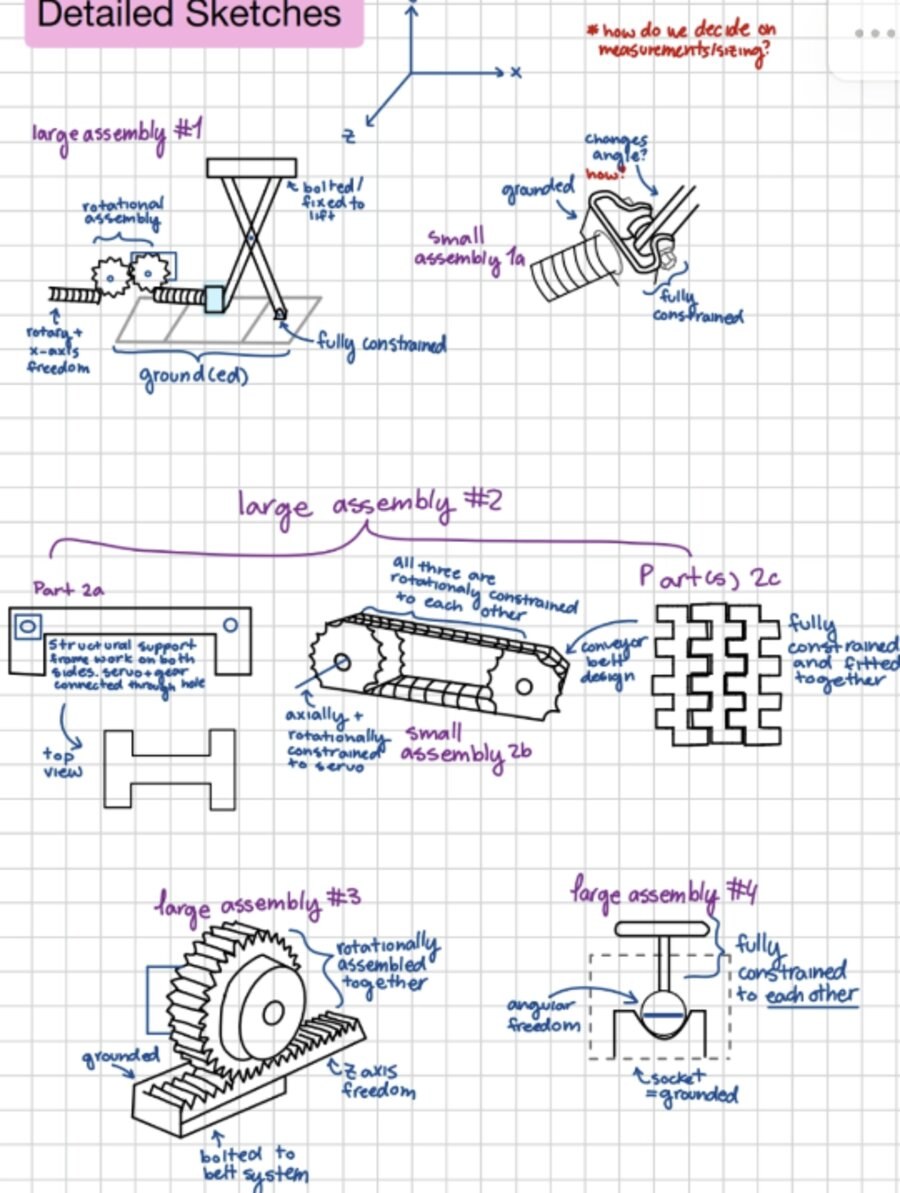 Detailed Sketches
* how do we decide on
measurements/sizing?
x
z
large assembly #1
bolted/
fixed to
lift
rotational
assembly
rotary +
x-axis
freedom
ground(ed)
fully constrained
changes
angle?
how?
grounded
small
assembly 1a
fully
constrained
large assembly #2
Part 2a
Structural support
frame work on both
sides. servo+gear
connected through hole
top
view
all three are
rotationaly constrained
to each other
conveyor
belt
design
axially +
rotationally
constrained
to servo
small
assembly 2b
Part(s) 2c
fully
constrained
and fitted
together
large assembly #3
rotationally
assembled
together
grounded
z axis
freedom
bolted to
belt system
large assembly #4
fully
constrained
to each other
angular
freedom
socket
=grounded